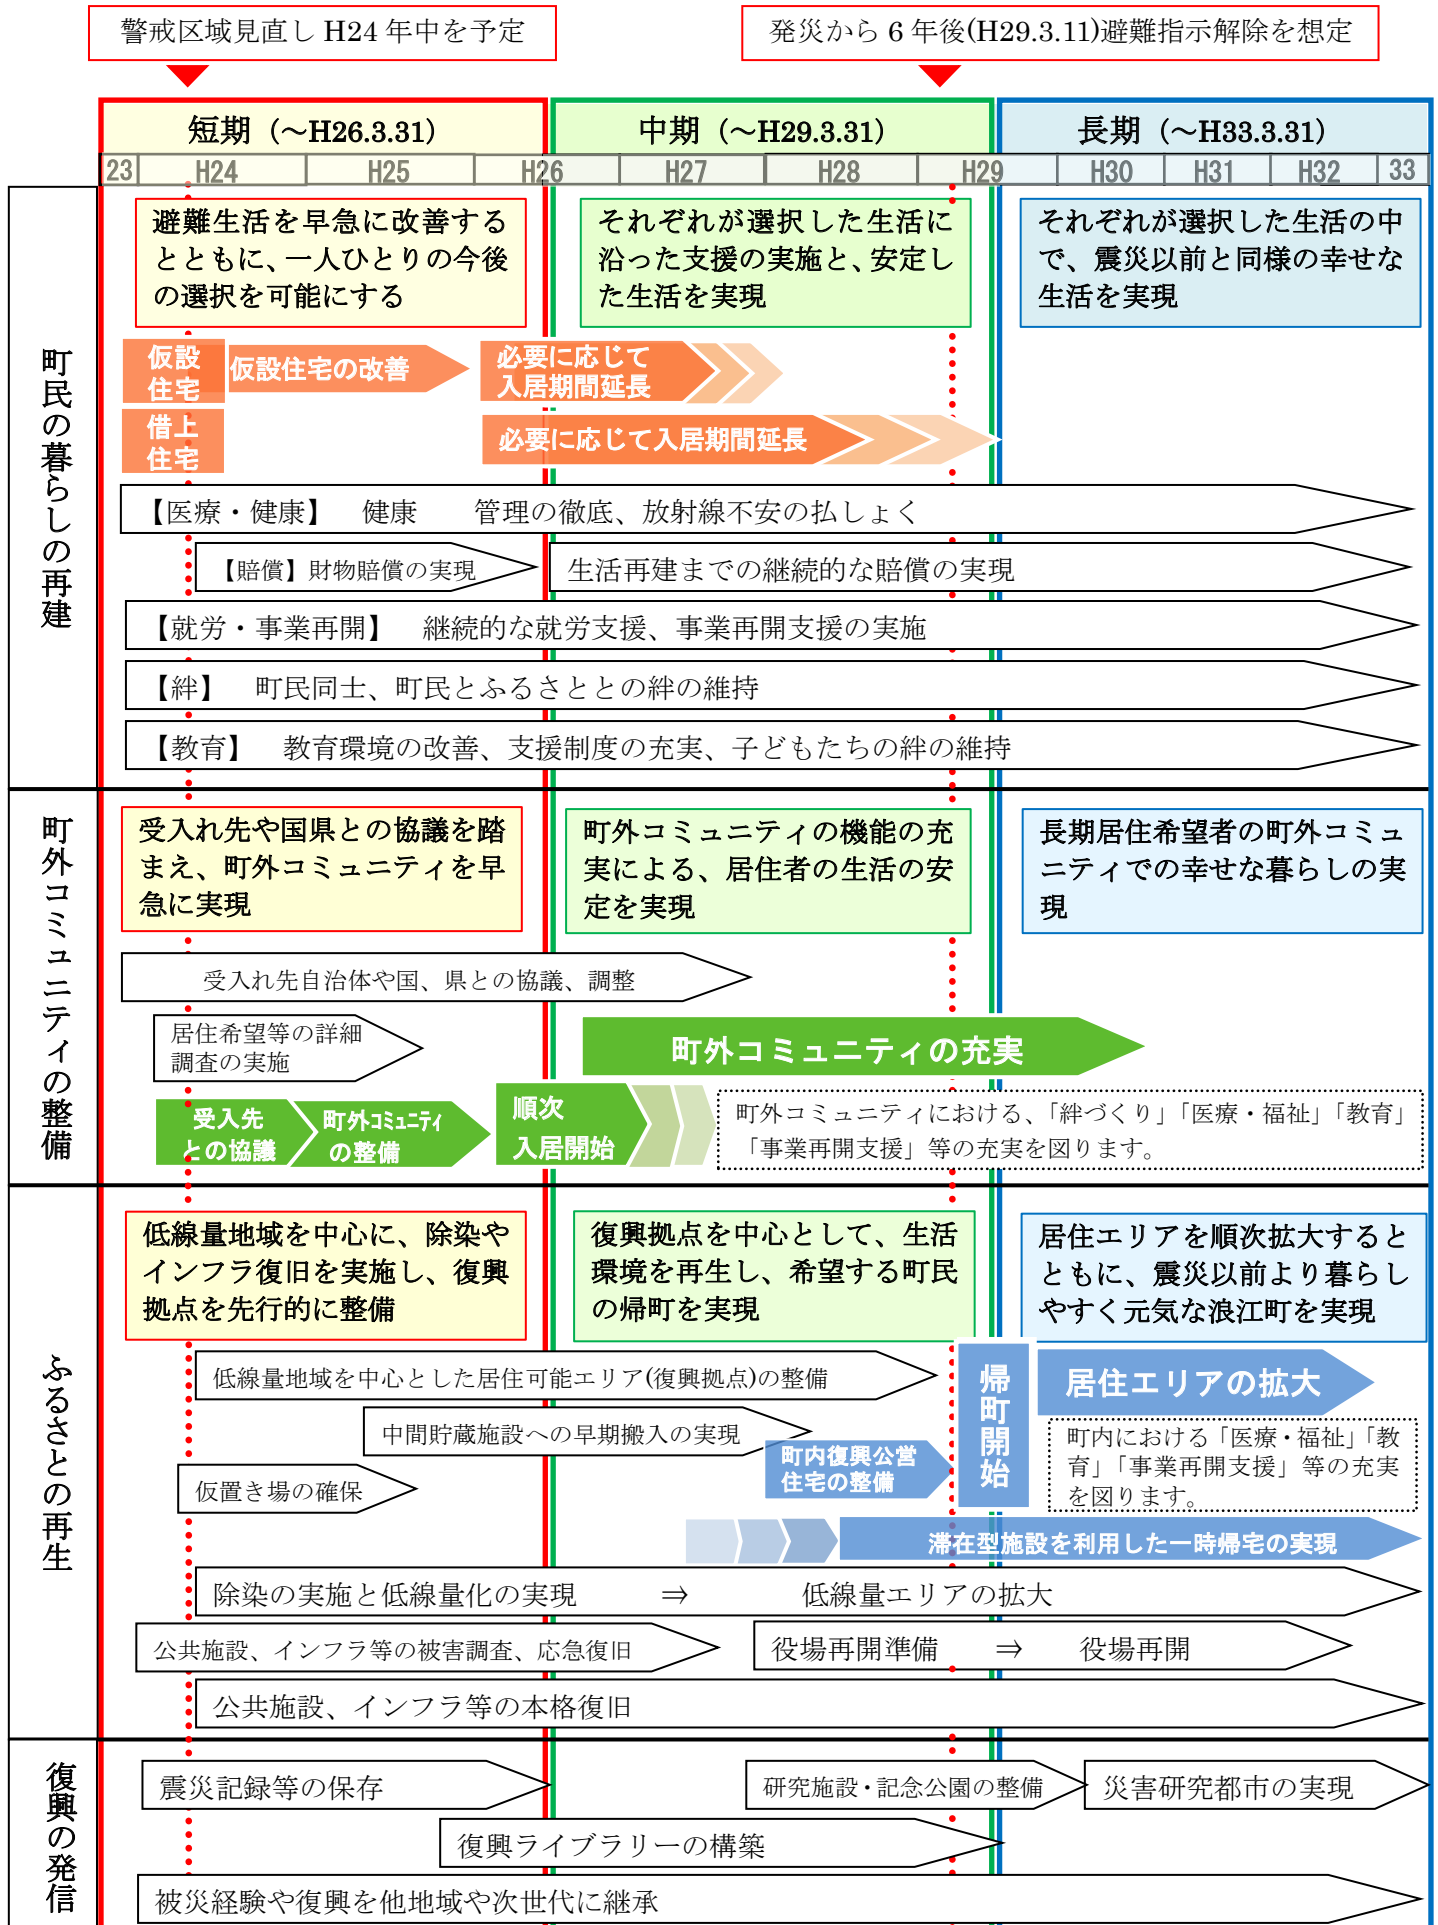 警戒区域見直し H24 年中を予定
発災から 6 年後(H29.3.11)避難指示解除を想定
短期（～H26.3.31）
中期（～H29.3.31）
長期（～H33.3.31）
23 H24 H25 H26 H27 H28 H29 H30 H31 H32 33
町民の暮らしの再建
避難生活を早急に改善する
とともに、一人ひとりの今後
の選択を可能にする
それぞれが選択した生活に
沿った支援の実施と、安定し
た生活を実現
それぞれが選択した生活の中
で、震災以前と同様の幸せな
生活を実現
仮設
住宅
仮設住宅の改善
必要に応じて
入居期間延長
借上
住宅
必要に応じて入居期間延長
【医療・健康】　健康　　管理の徹底、放射線不安の払しょく
【賠償】財物賠償の実現
生活再建までの継続的な賠償の実現
【就労・事業再開】　継続的な就労支援、事業再開支援の実施
【絆】　町民同士、町民とふるさととの絆の維持
【教育】　教育環境の改善、支援制度の充実、子どもたちの絆の維持
町外コミュニティの整備
受入れ先や国県との協議を踏
まえ、町外コミュニティを早
急に実現
町外コミュニティの機能の充
実による、居住者の生活の安
定を実現
長期居住希望者の町外コミュ
ニティでの幸せな暮らしの実
現
受入れ先自治体や国、県との協議、調整
居住希望等の詳細
調査の実施
町外コミュニティの充実
受入先
との協議
町外ｺﾐｭﾆﾃｨ
の整備
順次
入居開始
町外コミュニティにおける、「絆づくり」「医療・福祉」「教育」
「事業再開支援」等の充実を図ります。
ふるさとの再生
低線量地域を中心に、除染や
インフラ復旧を実施し、復興
拠点を先行的に整備
復興拠点を中心として、生活
環境を再生し、希望する町民
の帰町を実現
居住エリアを順次拡大すると
ともに、震災以前より暮らし
やすく元気な浪江町を実現
低線量地域を中心とした居住可能エリア(復興拠点)の整備
帰町開始
居住エリアの拡大
中間貯蔵施設への早期搬入の実現
町内復興公営
住宅の整備
町内における「医療・福祉」「教
育」「事業再開支援」等の充実
を図ります。
仮置き場の確保
滞在型施設を利用した一時帰宅の実現
除染の実施と低線量化の実現　　⇒　　低線量エリアの拡大
公共施設、インフラ等の被害調査、応急復旧
役場再開準備　⇒　役場再開
公共施設、インフラ等の本格復旧
復興の発信
震災記録等の保存
研究施設・記念公園の整備
災害研究都市の実現
復興ライブラリーの構築
被災経験や復興を他地域や次世代に継承